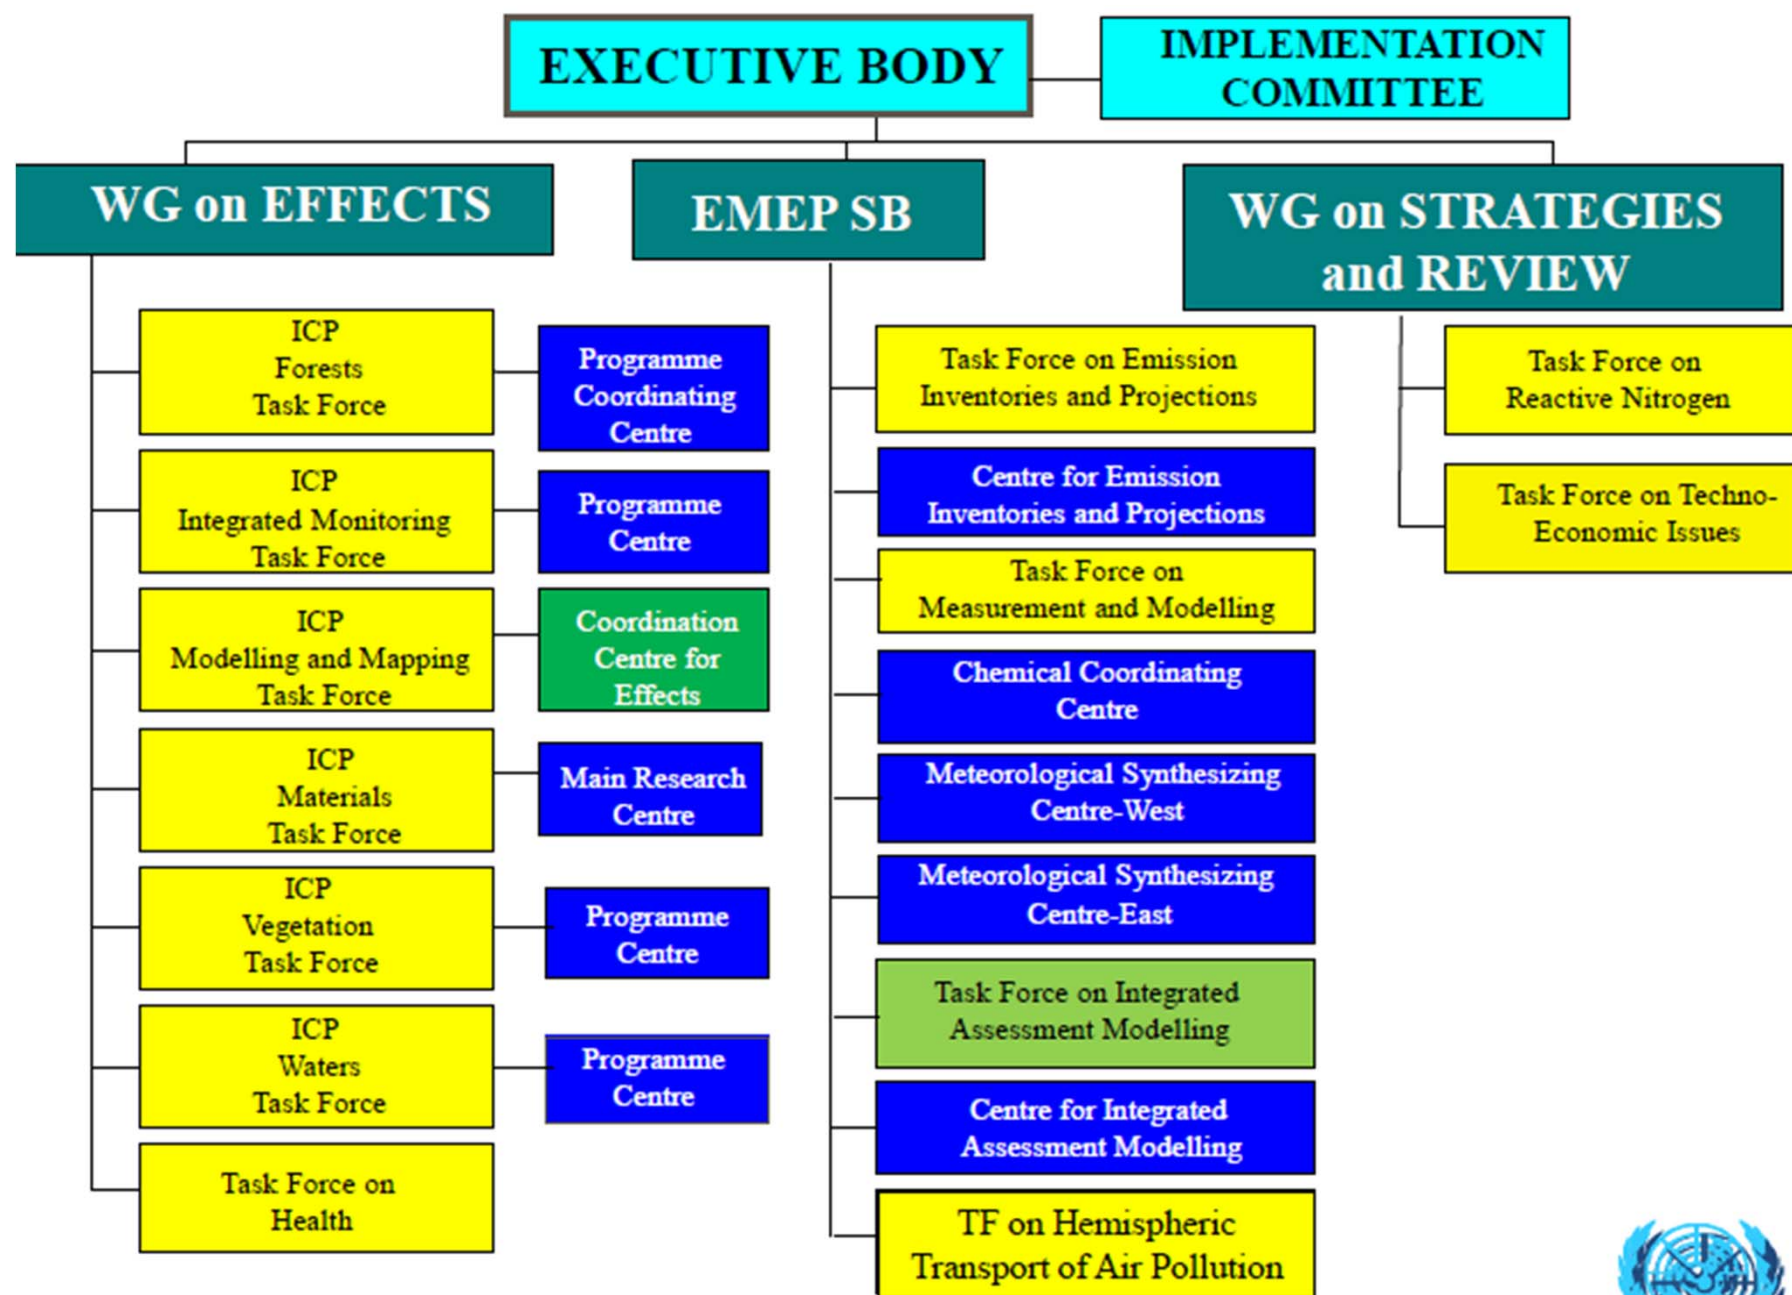 EXECUTIVE BODY
IMPLEMENTATION
COMMITTEE
WG on EFFECTS
EMEP SB
WG on STRATEGIES
and REVIEW
ICP
Forests
Task Force
Programme
Coordinating
Centre
ICP
Integrated Monitoring
Task Force
Programme
Centre
ICP
Modelling and Mapping
Task Force
Coordination
Centre for
Effects
ICP
Materials
Task Force
Main Research
Centre
ICP
Vegetation
Task Force
Programme
Centre
ICP
Waters
Task Force
Programme
Centre
Task Force on
Health
Task Force on Emission
Inventories and Projections
Centre for Emission
Inventories and Projections
Task Force on
Measurement and Modelling
Chemical Coordinating
Centre
Meteorological Synthesizing
Centre-West
Meteorological Synthesizing
Centre-East
Task Force on Integrated
Assessment Modelling
Centre for Integrated
Assessment Modelling
TF on Hemispheric
Transport of Air Pollution
Task Force on
Reactive Nitrogen
Task Force on Techno-
Economic Issues